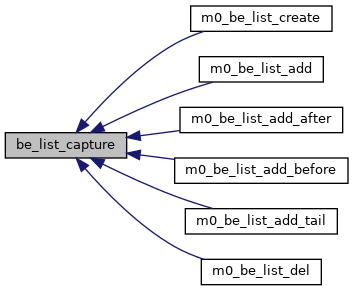 m0_be_list_create
m0_be_list_add
m0_be_list_add_after
be_list_capture
m0_be_list_add_before
m0_be_list_add_tail
m0_be_list_del